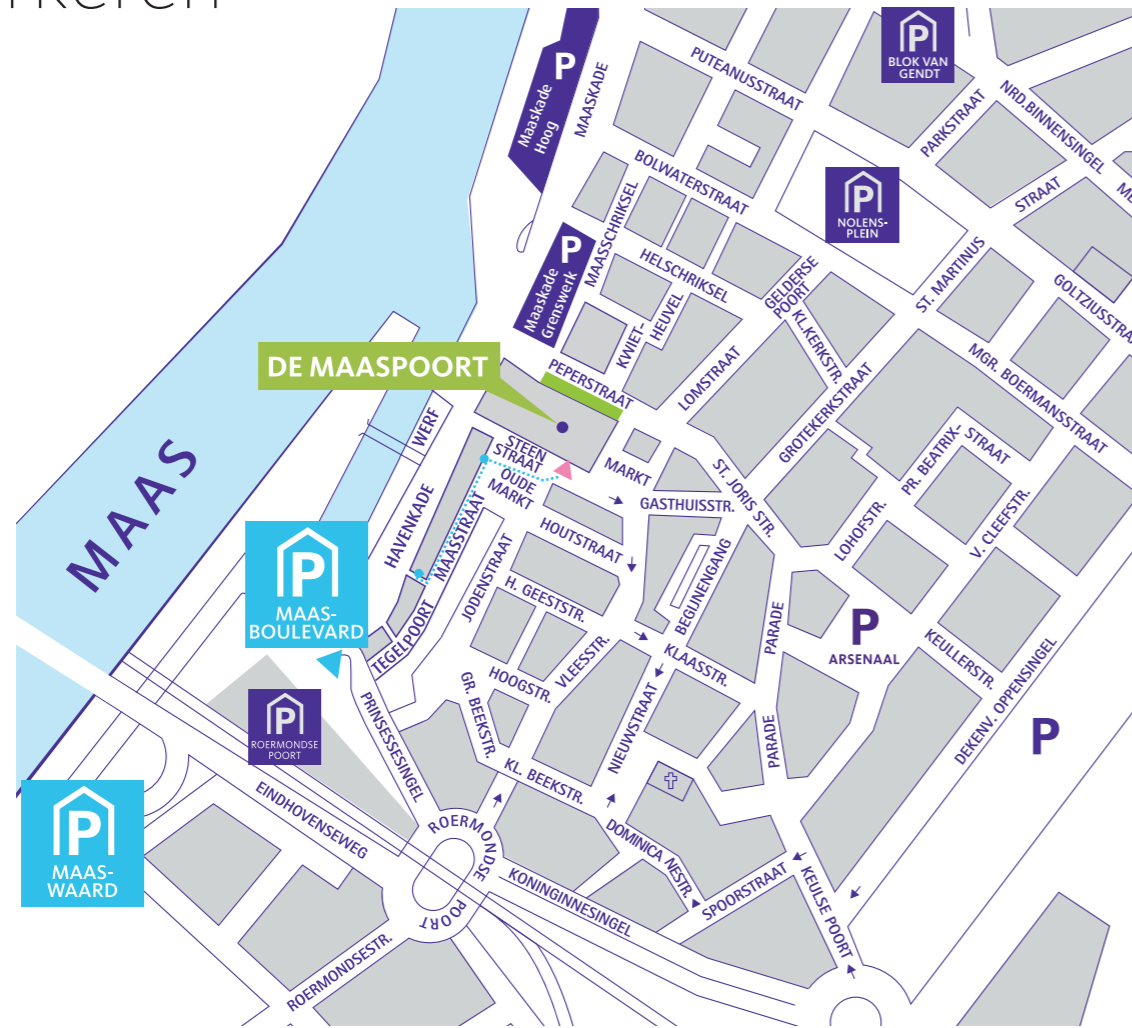 P
BLOK VAN
GENDT
PUTEANUSSTRAAT
P
Maaskade
Hoog
MAASKADE
NRD.BINNENSINGEL
PARKSTRAAT
BOLWATERSTRAAT
P
NOLENS-
PLEIN
STRAAT
MAASSCHRIKSEL
P
Maaskade
Grenswerk
HELSCHRIKSEL
GELDERSE
POORT
ST. MARTINUS
GOLTZIUSSTRA
KWIET-
HEUVEL
KL.KERKSTR.
DE MAASPOORT
PEPERSTRAAT
LOMSTRAAT
GROTEKERKSTRAAT
MGR. BOERMANSSTRAAT
WERF
STEEN
STRAAT
MARKT
PR. BEATRIX-
STRAAT
MAAS
OUDE
MARKT
GASTHUISSTR.
ST. JORIS STR.
HAVENKADE
MAASSTRAAT
HOUTSTRAAT
LOHOFSTR.
V. CLEEFSTR.
P
MAAS-
BOULEVARD
JODENSTRAAT
H. GEESTSTR.
BEGIJNENGANG
PARADE
P
ARSENAAL
TEGELPOORT
KLAASSTR.
KEULLERSTR.
VLEESSTR.
HOOGSTR.
GR. BEEKSTR.
P
ROERMONDSE
POORT
PRINSESSESINGEL
NIEUWSTRAAT
PARADE
DEKENV. OPPENSINGEL
P
KL. BEEKSTR.
P
MAAS-
WAARD
EINDHOVENSEWEG
ROERMONDSE
POORT
DOMINICA NESTR.
KONINGINNESINGEL
SPOORSTRAAT
KEULSE POORT
ROERMONDSESTR.